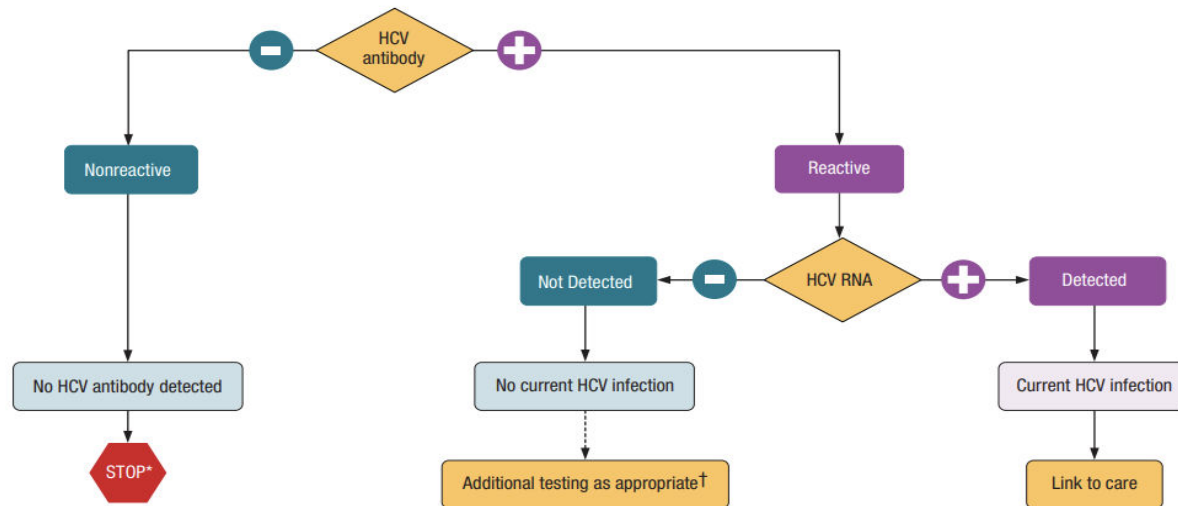 HCV
antibody
Nonreactive
Reactive
Not Detected
HCV RNA
Detected
No HCV antibody detected
No current HCV infection
Current HCV infection
STOP*
Additional testing as appropriate†
Link to care